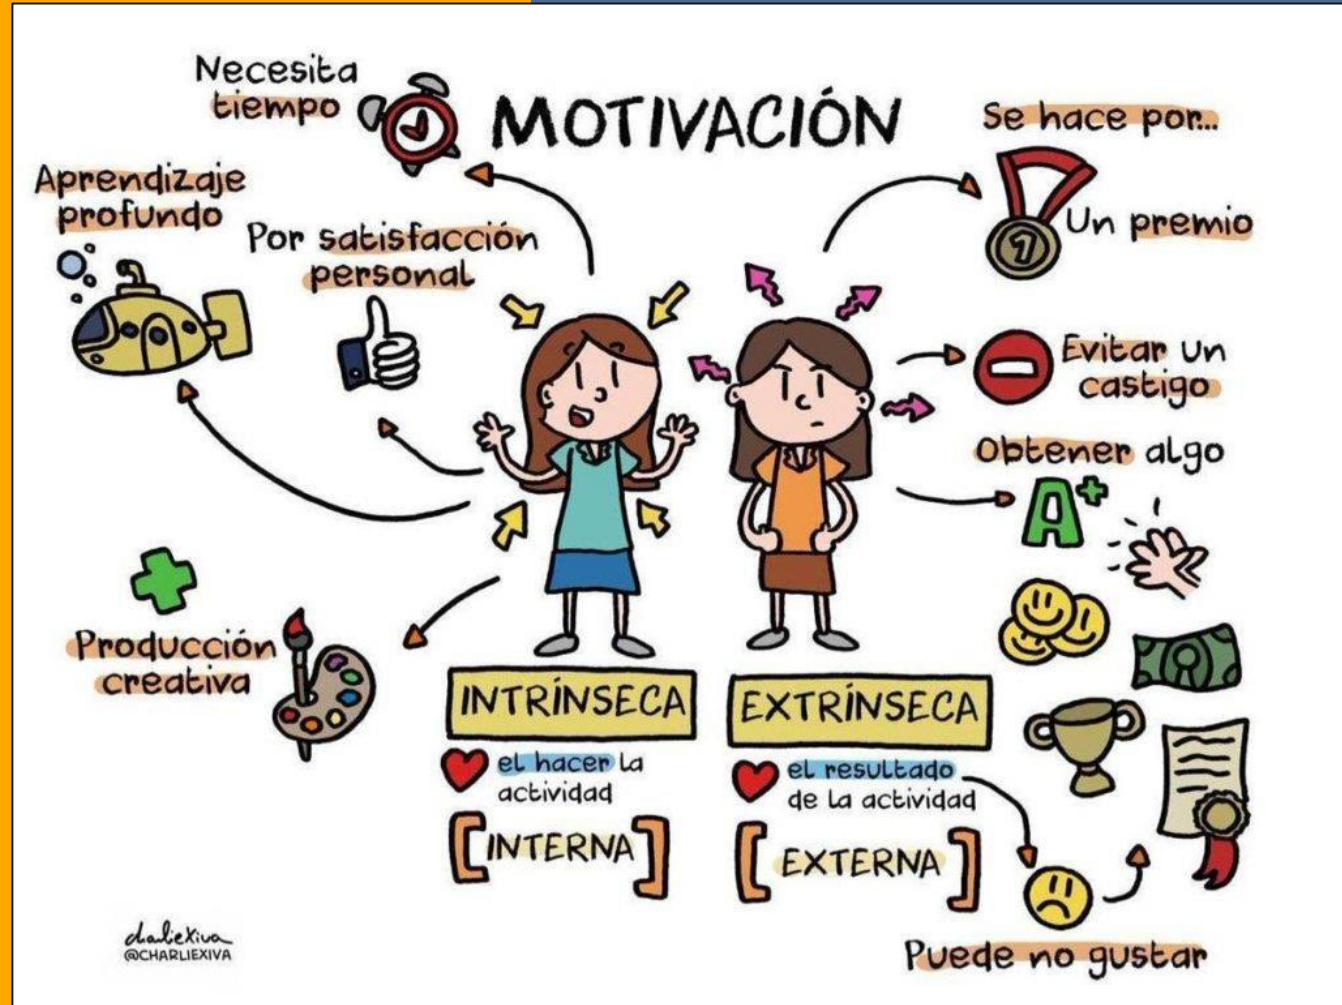 MOTIVACIÓN
Necesita
tiempo
Aprendizaje
profundo
Por satisfacción
personal
Producción
creativa
INTRÍNSECA
el hacer la
actividad
INTERNA
Se hace por...
Un premio
1
Evitar un
castigo
Obtener algo
A+
EXTRÍNSECA
el resultado
de la actividad
EXTERNA
Puede no gustar
charliexiva
@CHARLIEXIVA